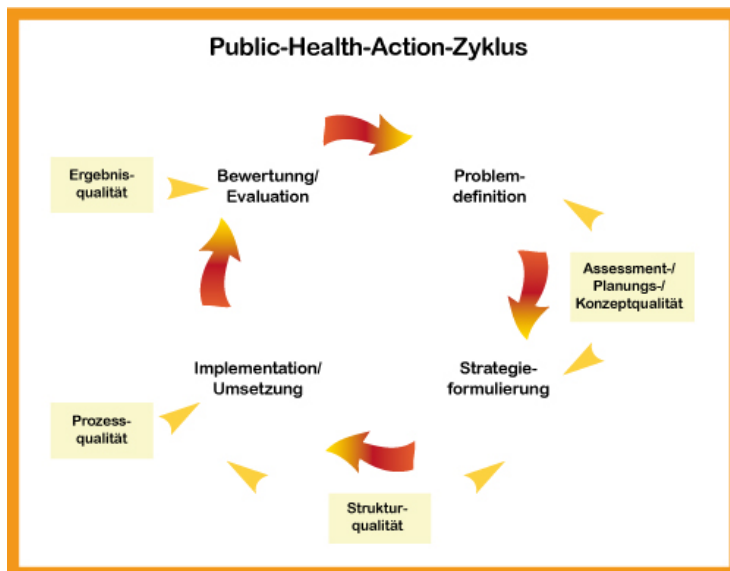 Public-Health-Action-Zyklus
Ergebnis-
qualität
Bewertunng/
Evaluation
Problem-
definition
Assessment-/
Planungs-/
Konzeptqualität
Implementation/
Umsetzung
Strategie-
formulierung
Prozess-
qualität
Struktur-
qualität